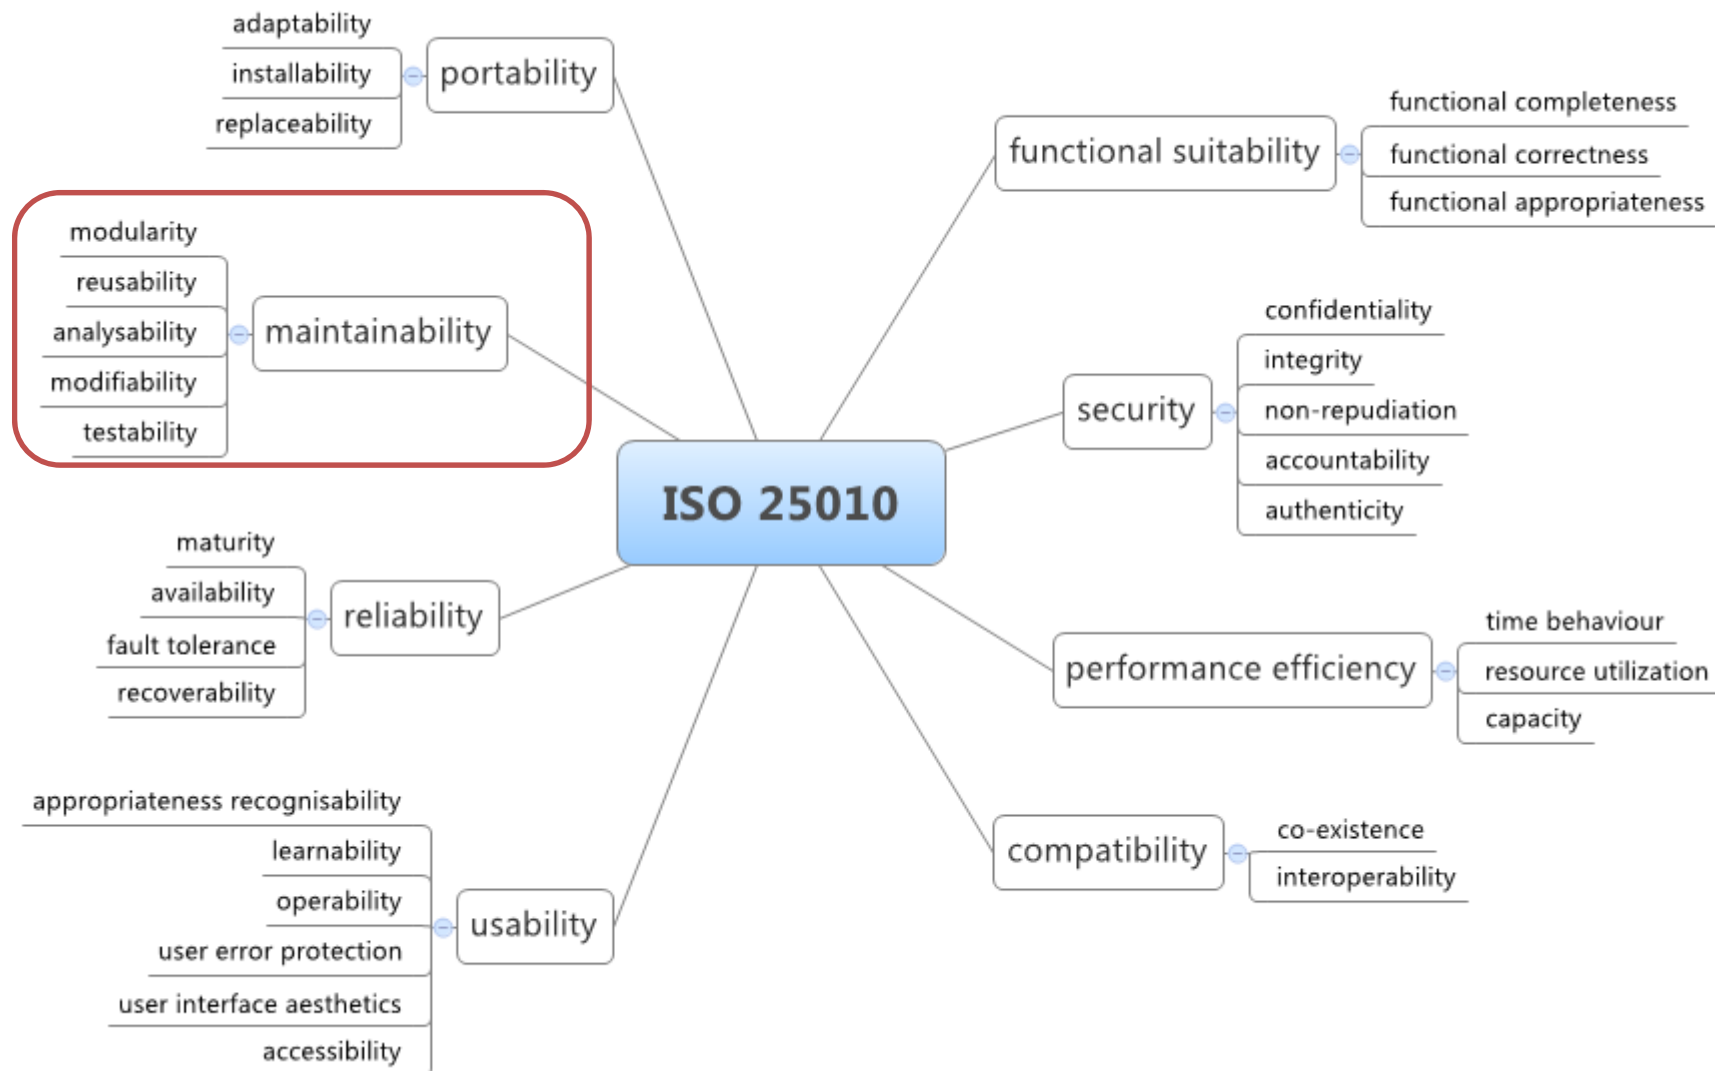 adaptability
installability
replaceability
portability
modularity
reusability
analysability
modifiability
testability
maintainability
maturity
availability
fault tolerance
recoverability
reliability
appropriateness recognisability
learnability
operability
user error protection
user interface aesthetics
accessibility
usability
ISO 25010
functional suitability
functional completeness
functional correctness
functional appropriateness
security
confidentiality
integrity
non-repudiation
accountability
authenticity
performance efficiency
time behaviour
resource utilization
capacity
compatibility
co-existence
interoperability